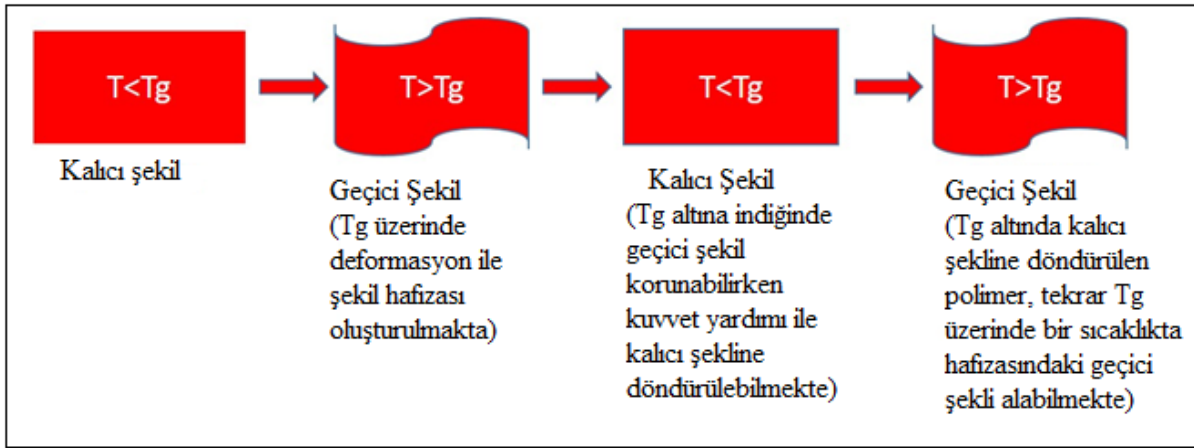 T<Tg
T>Tg
T<Tg
T>Tg
Kalıcı şekil
Geçici Şekil
(Tg üzerinde
deformasyon ile
şekil hafızası
oluşturulmakta)
Kalıcı Şekil
(Tg altına indiğinde
geçici şekil
korunabilirken
kuvvet yardımı ile
kalıcı şekline
döndürülebilmekte)
Geçici Şekil
(Tg altında kalıcı
şekline döndürülen
polimer, tekrar Tg
üzerinde bir sıcaklıkta
hafızasındaki geçici
şekli alabilmekte)